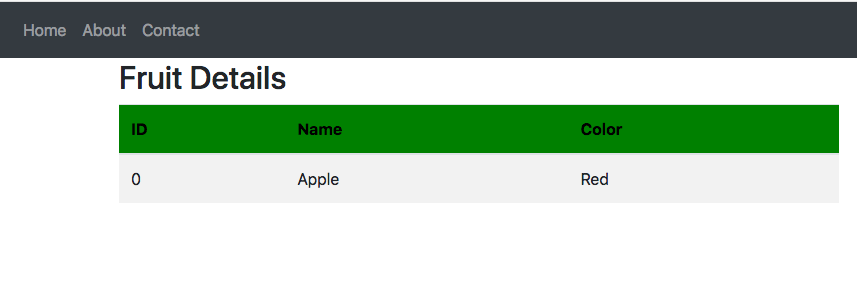 Home About Contact
Fruit Details
ID Name Color
0 Apple Red